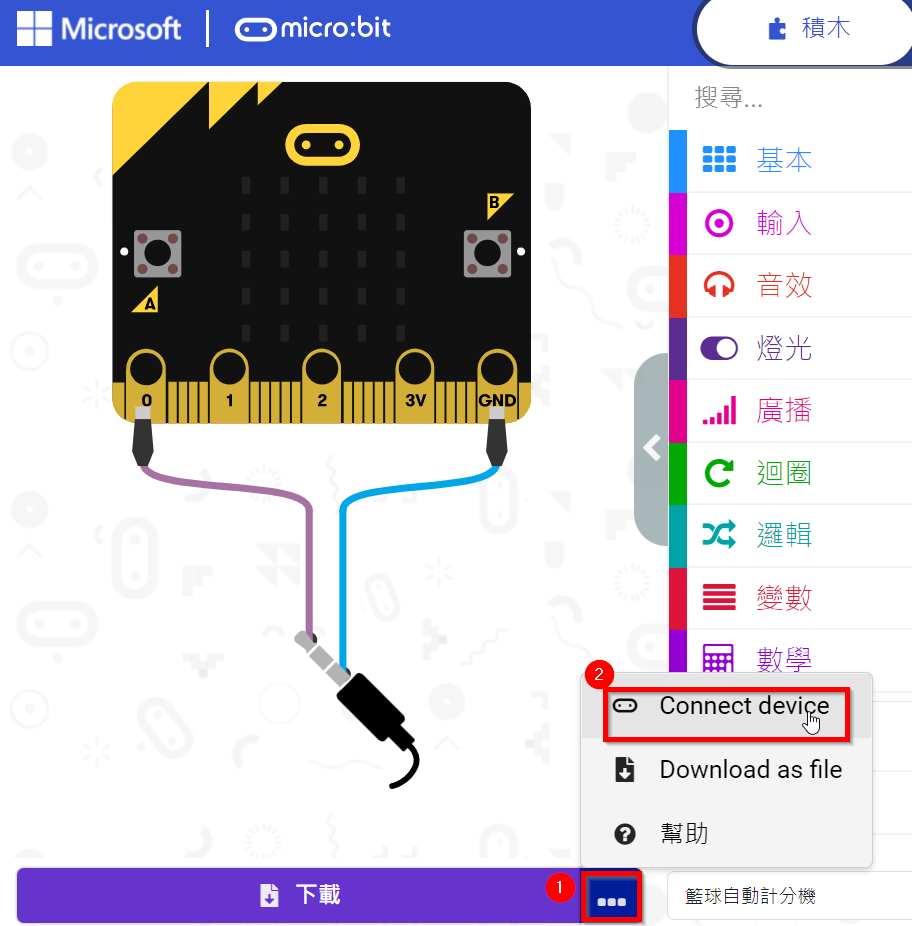 Microsoft
micro:bit
積木
搜尋...
基本
輸入
音效
燈光
廣播
迴圈
邏輯
變數
數學
B
A
0
1
2
3V
GND
2
Connect device
Download as file
幫助
下載
1
籃球自動計分機